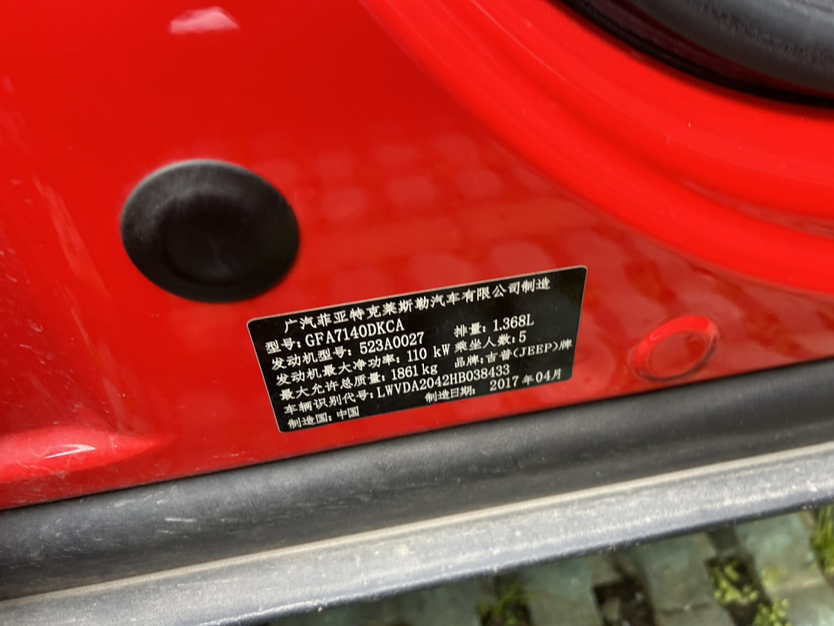 广汽菲亚特克莱斯勒汽车有限公司制造
型号:GFA7140DKCA
发动机型号:523A0027 排量:1.368L
发动机最大净功率:110 kW 乘坐人数:5
最大允许总质量:1861kg 品牌:吉普(JEEP)牌
车辆识别代号:LWVDA2042HB038433
制造国:中国 制造日期: 2017年04月